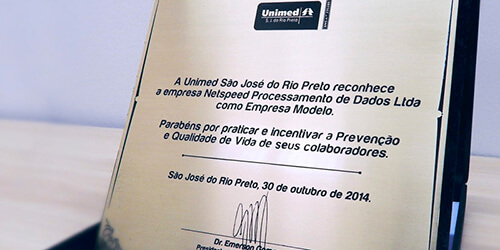 Unimed
S. J. do Rio Preto
A Unimed São José do Rio Preto reconhece
a empresa Netspeed Processamento de Dados Ltda
como Empresa Modelo.
Parabéns por praticar e incentivar a Prevenção
e Qualidade de Vida de seus colaboradores.
São José do Rio Preto, 30 de outubro de 2014.
Dr. Emerson